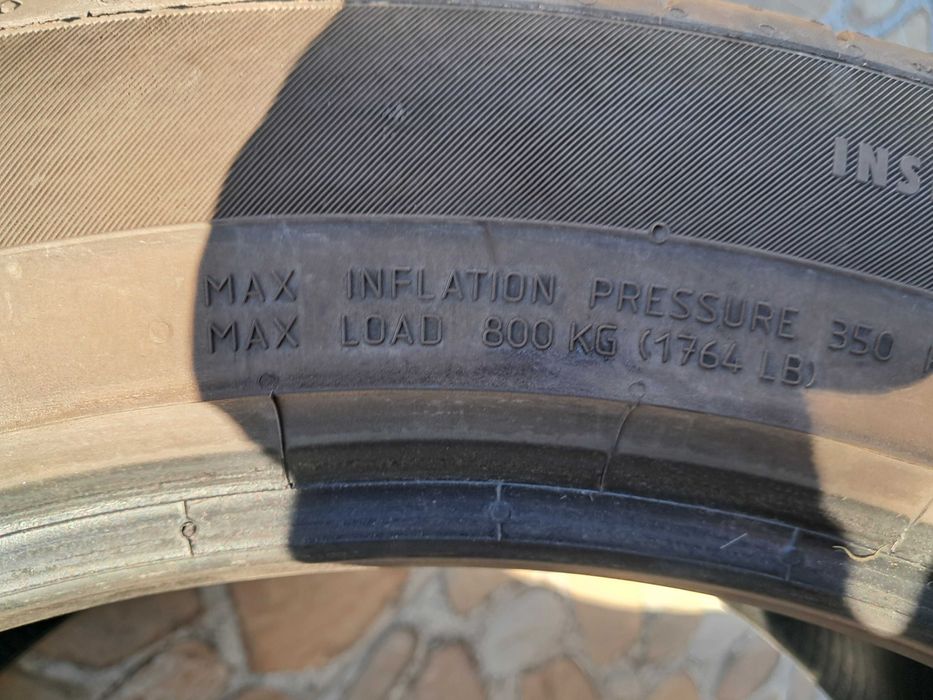 INS
MAX INFLATION PRESSURE 350
MAX LOAD 800 KG (1764 LB)